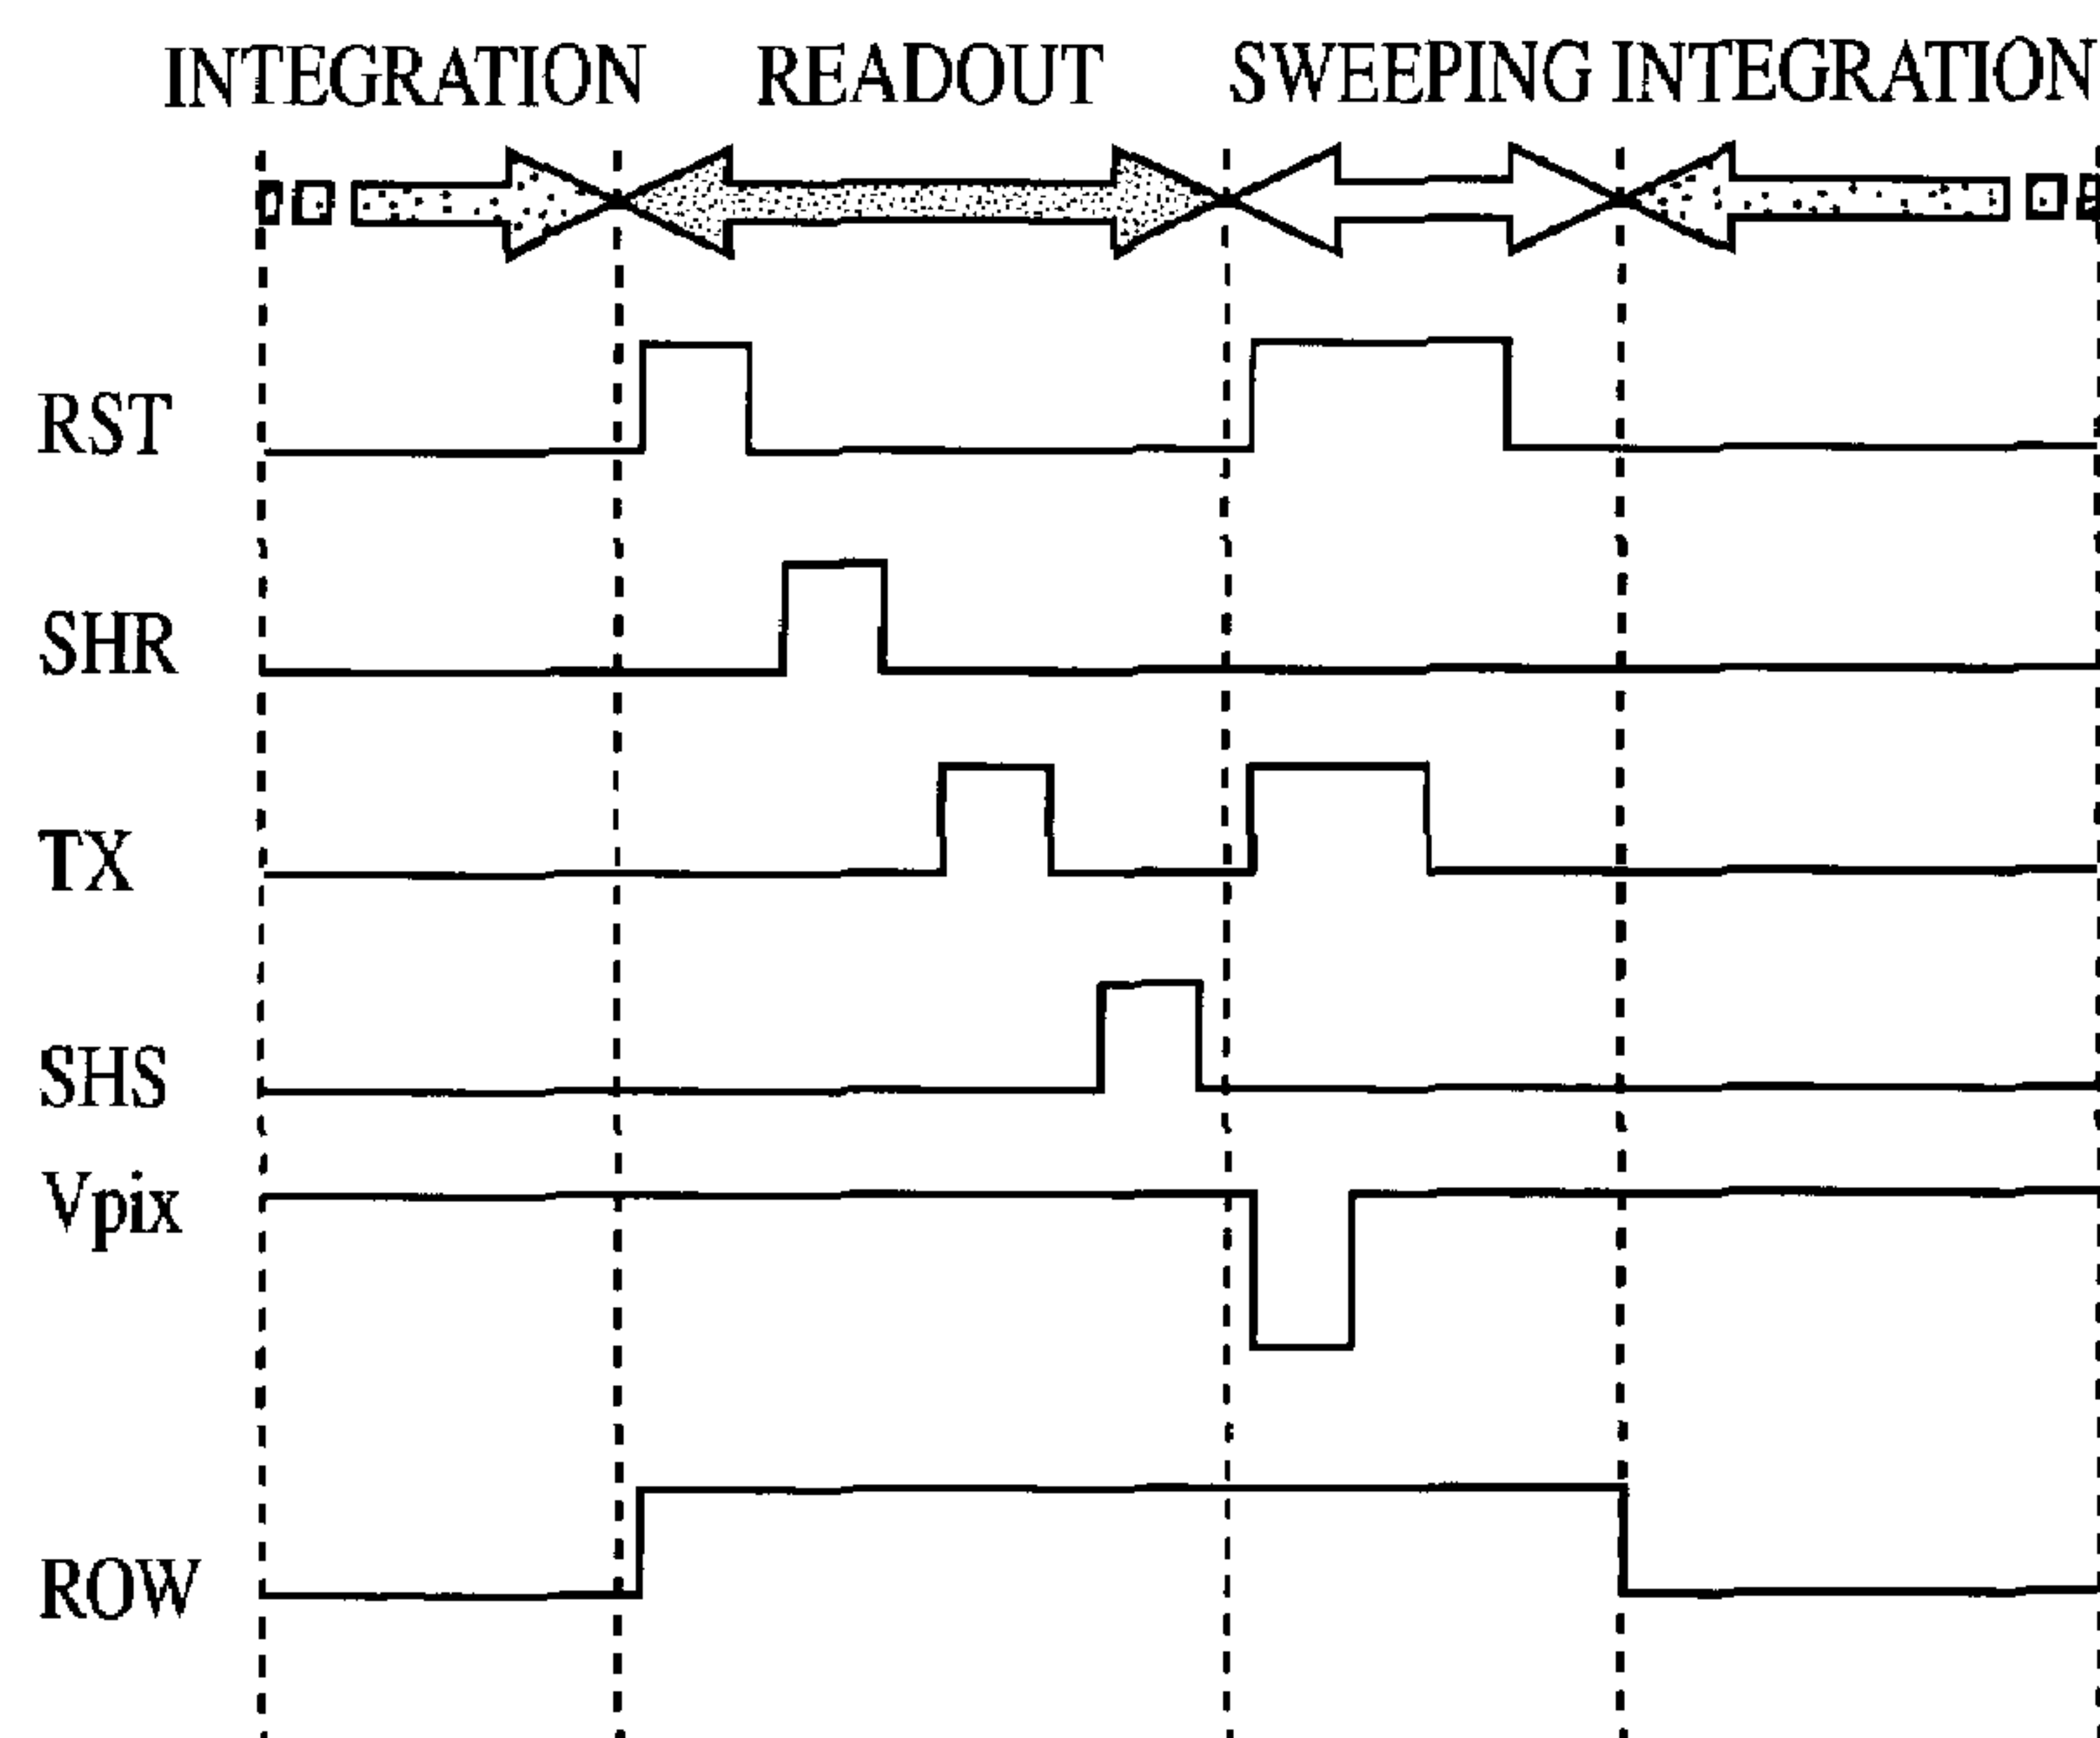 INTEGRATION READOUT SWEEPING INTEGRATION
RST
SHR
TX
SHS
Vpix
ROW